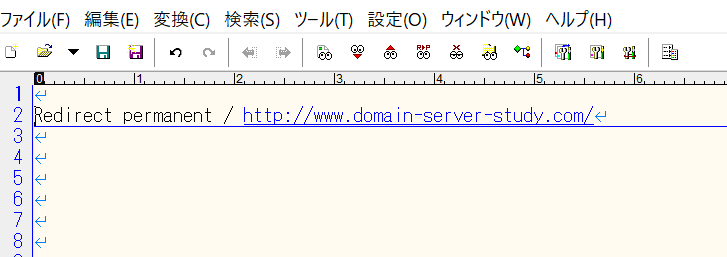 ファイル(F) 編集(E) 変換(C) 検索(S) ツール(T) 設定(O) ウィンドウ(W) ヘルプ(H)
0 1 2 3 4 5 6
1
2 Redirect permanent / http://www.domain-server-study.com/
3
4
5
6
7
8